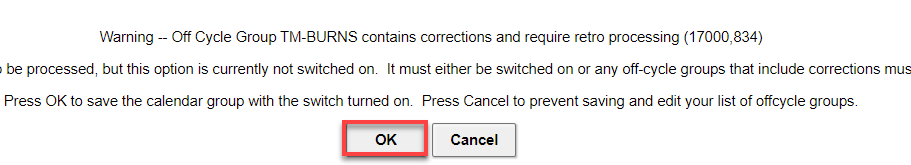 Warning -- Off Cycle Group TM-BURNS contains corrections and require retro processing (17000,834)
be processed, but this option is currently not switched on.  It must either be switched on or any off-cycle groups that include corrections
Press OK to save the calendar group with the switch turned on.  Press Cancel to prevent saving and edit your list of offcycle groups.
OK Cancel